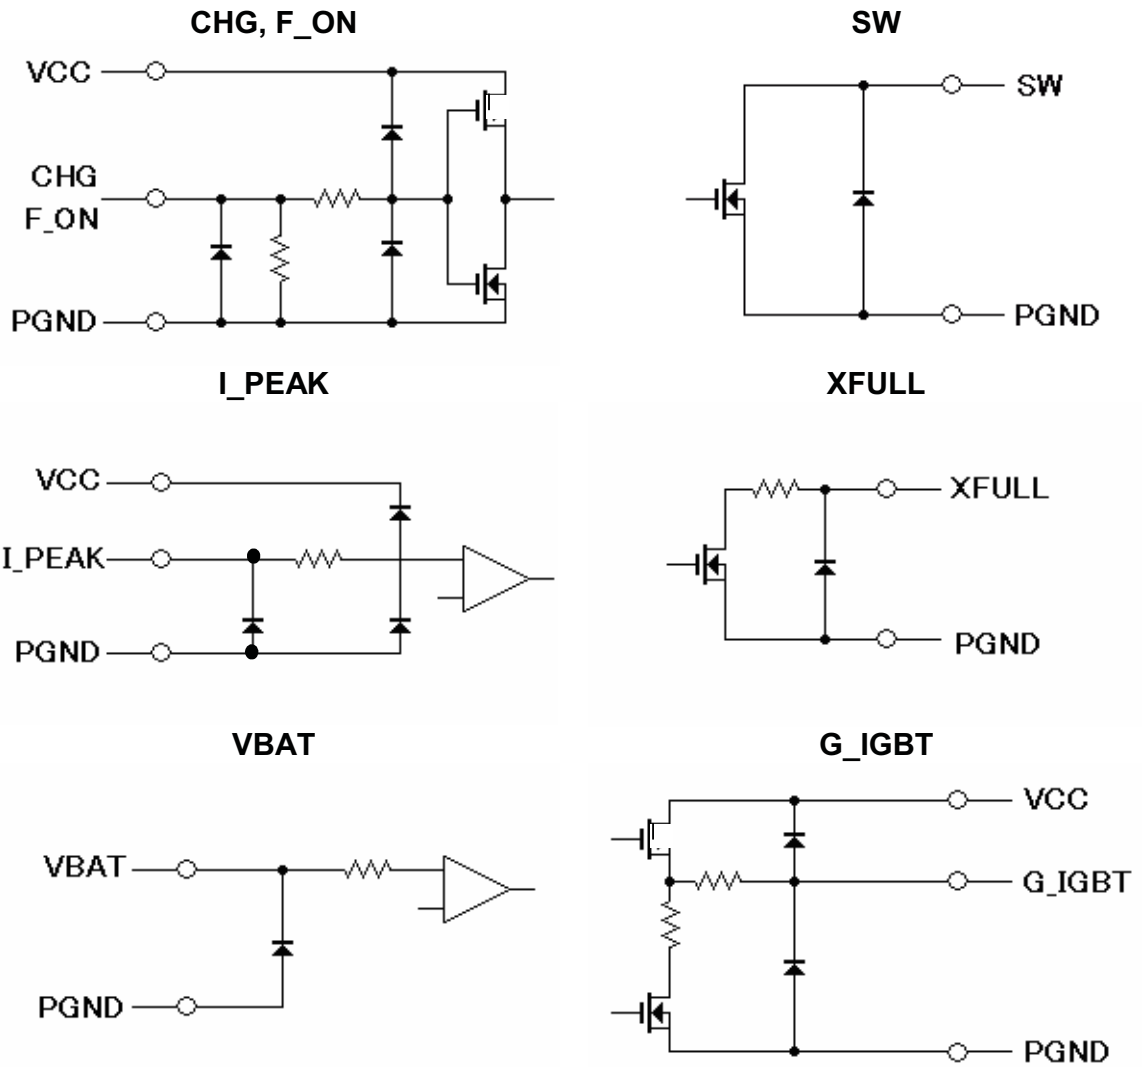 CHG, F_ON
VCC
CHG
F_ON
PGND
SW
SW
PGND
I_PEAK
VCC
I_PEAK
PGND
XFULL
XFULL
PGND
VBAT
VBAT
PGND
G_IGBT
VCC
G_IGBT
PGND